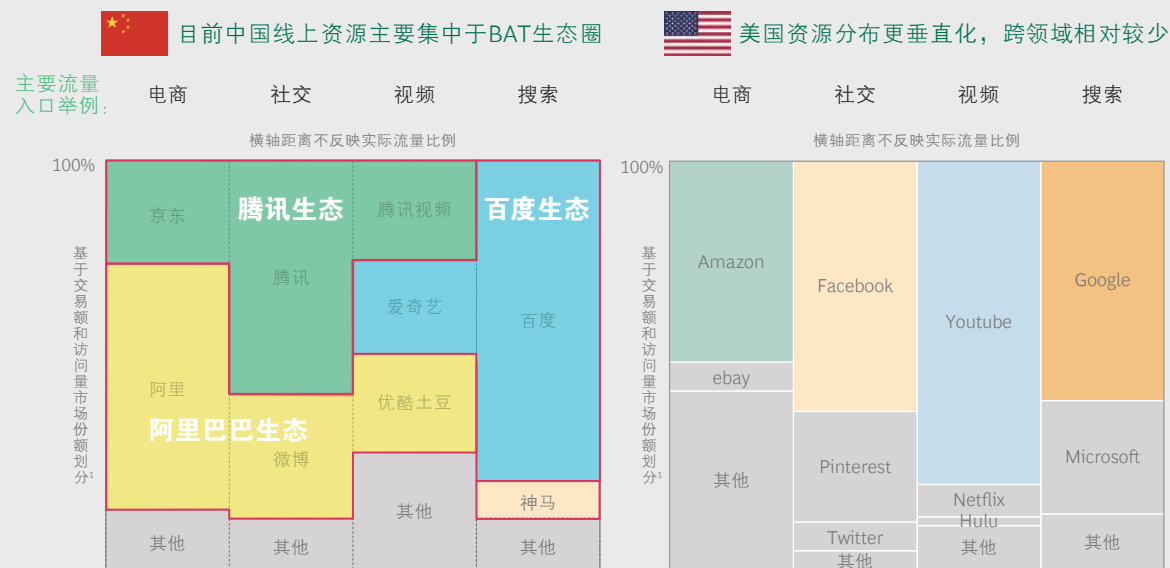 目前中国线上资源主要集中于BAT生态圈
美国资源分布更垂直化，跨领域相对较少
主要流量
入口举例：
电商 社交 视频 搜索
电商 社交 视频 搜索
横轴距离不反映实际流量比例
横轴距离不反映实际流量比例
100%
基于交易额和访问量市场份额划分1
京东
腾讯生态
腾讯视频
百度生态
腾讯
爱奇艺
百度
阿里
优酷土豆
阿里巴巴生态
微博
神马
其他
其他
其他
其他
100%
基于交易额和访问量市场份额划分1
Amazon
Facebook
Youtube
Google
ebay
其他
Pinterest
Microsoft
Netflix
Hulu
Twitter
其他
其他
其他